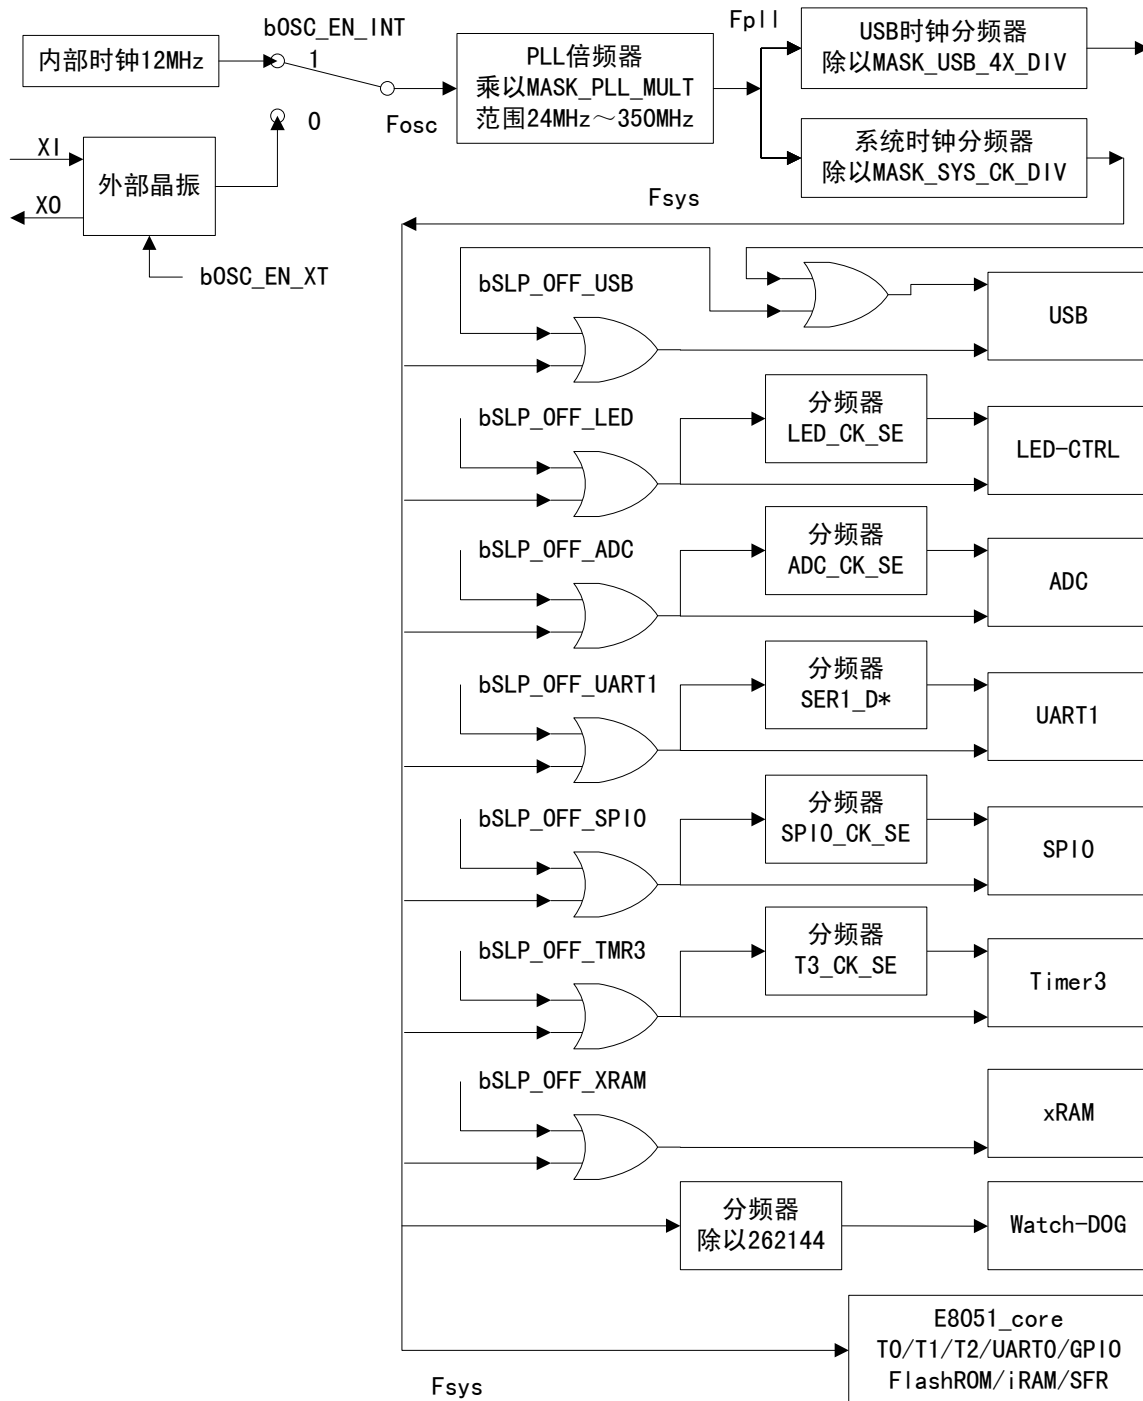 bOSC_EN_INT
内部时钟12MHz
1
0
Fosc
XI
XO
外部晶振
bOSC_EN_XT
PLL倍频器
乘以MASK_PLL_MULT
范围24MHz～350MHz
Fpll
USB时钟分频器
除以MASK_USB_4X_DIV
系统时钟分频器
除以MASK_SYS_CK_DIV
Fsys
bSLP_OFF_USB
USB
bSLP_OFF_LED
分频器
LED_CK_SE
LED-CTRL
bSLP_OFF_ADC
分频器
ADC_CK_SE
ADC
bSLP_OFF_UART1
分频器
SER1_D*
UART1
bSLP_OFF_SPI0
分频器
SPI0_CK_SE
SPI0
bSLP_OFF_TMR3
分频器
T3_CK_SE
Timer3
bSLP_OFF_XRAM
xRAM
分频器
除以262144
Watch-DOG
E8051_core
T0/T1/T2/UART0/GPIO
FlashROM/iRAM/SFR
Fsys